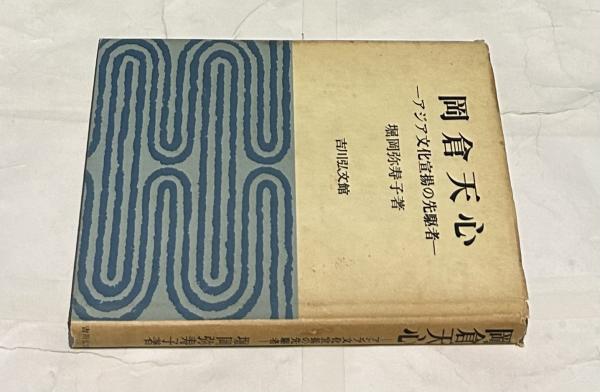 岡倉天心
―アジア文化宣揚の先駆者―
堀岡弥寿子著
吉川弘文館
岡倉天心
―アジア文化宣揚の先駆者―
堀岡弥寿子著